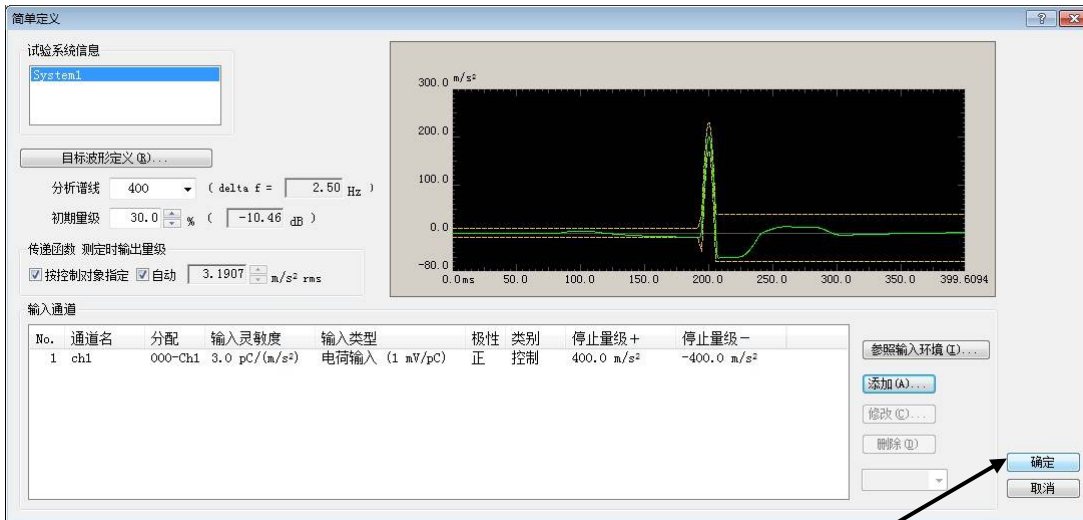 简单定义
试验系统信息
System1
目标波形定义(R)...
分析谱线 400 ( delta f = 2.50 Hz )
初期量级 30.0 % ( -10.46 dB )
传递函数 测定时输出量级
按控制对象指定 自动 3.1907 m/s² rms
300.0 m/s²
200.0
100.0
0.0
-80.0
0.0ms 50.0 100.0 150.0 200.0 250.0 300.0 350.0 399.6094
输入通道
No. 通道名 分配 输入灵敏度 输入类型 极性 类别 停止量级+ 停止量级-
1 ch1 000-Ch1 3.0 pC/(m/s²) 电荷输入 (1 mV/pC) 正 控制 400.0 m/s² -400.0 m/s²
参照输入环境(I)...
添加(A)...
修改(C)...
删除(D)
确定
取消